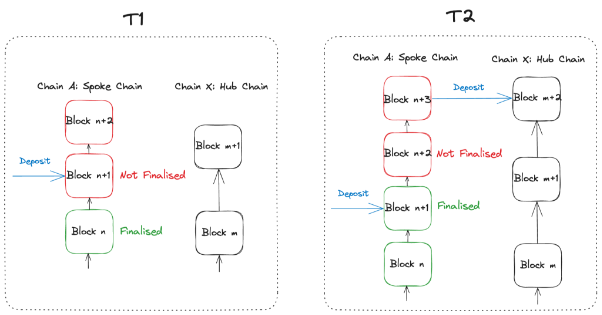 T1
Chain A: Spoke Chain
Chain X: Hub Chain
Block n+2
Block m+1
Deposit
Block n+1
Not Finalised
Block n
Finalised
Block m
T2
Chain A: Spoke Chain
Chain X: Hub Chain
Deposit
Block n+3
Block m+2
Block n+2
Not Finalised
Block m+1
Deposit
Block n+1
Finalised
Block n
Block m